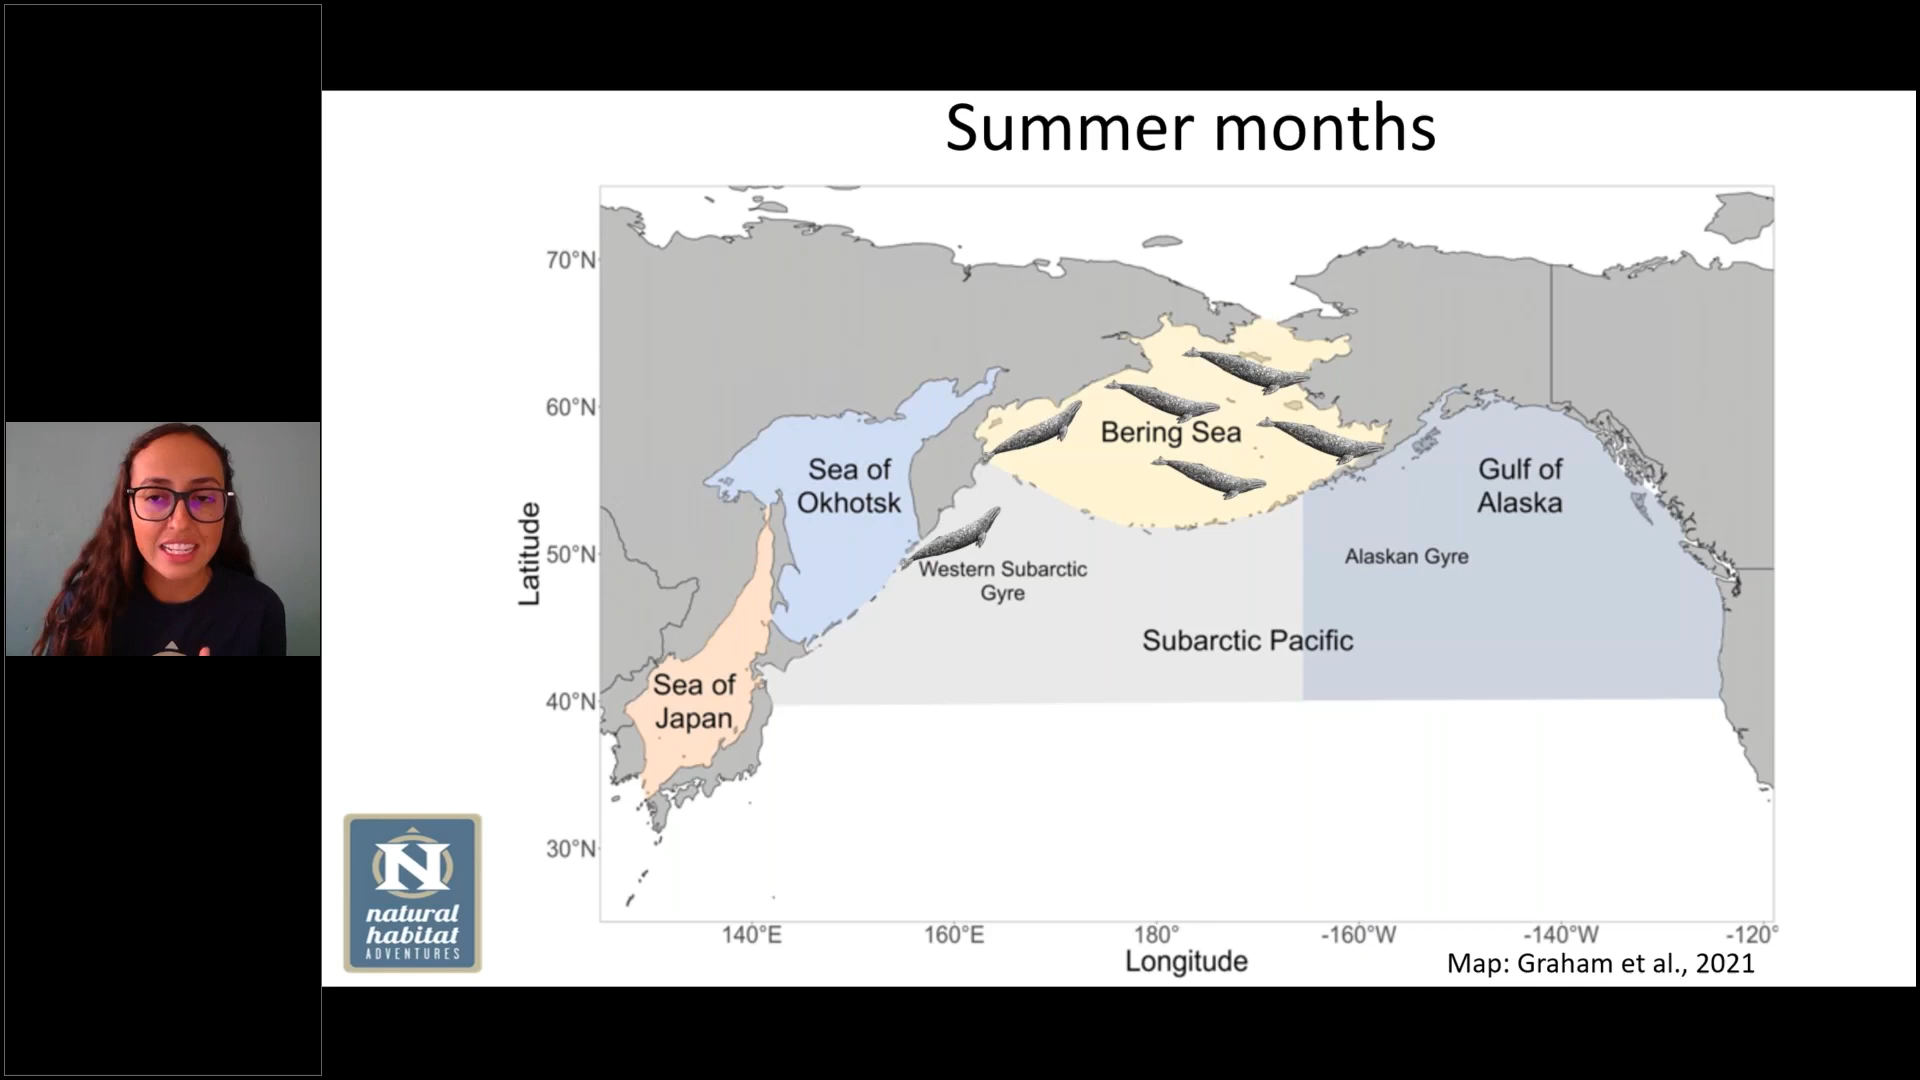 Summer months
70°N
60°N
50°N
40°N
30°N
Latitude
Bering Sea
Sea of
Okhotsk
Gulf of
Alaska
Western Subarctic
Gyre
Alaskan Gyre
Subarctic Pacific
Sea of
Japan
140°E
160°E
180°
-160°W
-140°W
-120°
Longitude
Map: Graham et al., 2021
N
natural
habitat
ADVENTURES